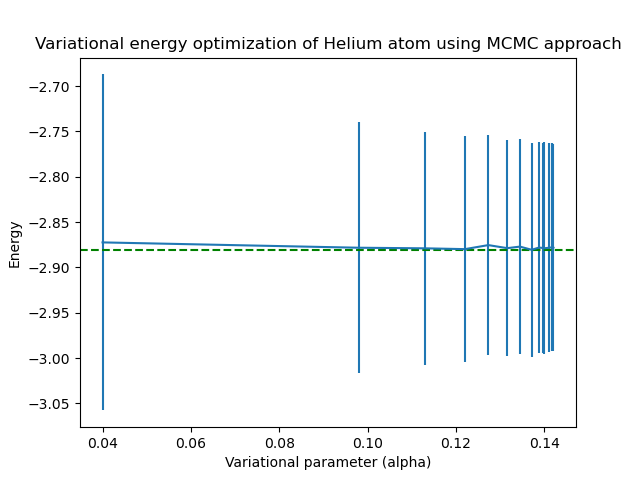 Variational energy optimization of Helium atom using MCMC approach
−2.70
−2.75
−2.80
−2.85
−2.90
−2.95
−3.00
−3.05
Energy
0.04 0.06 0.08 0.10 0.12 0.14
Variational parameter (alpha)